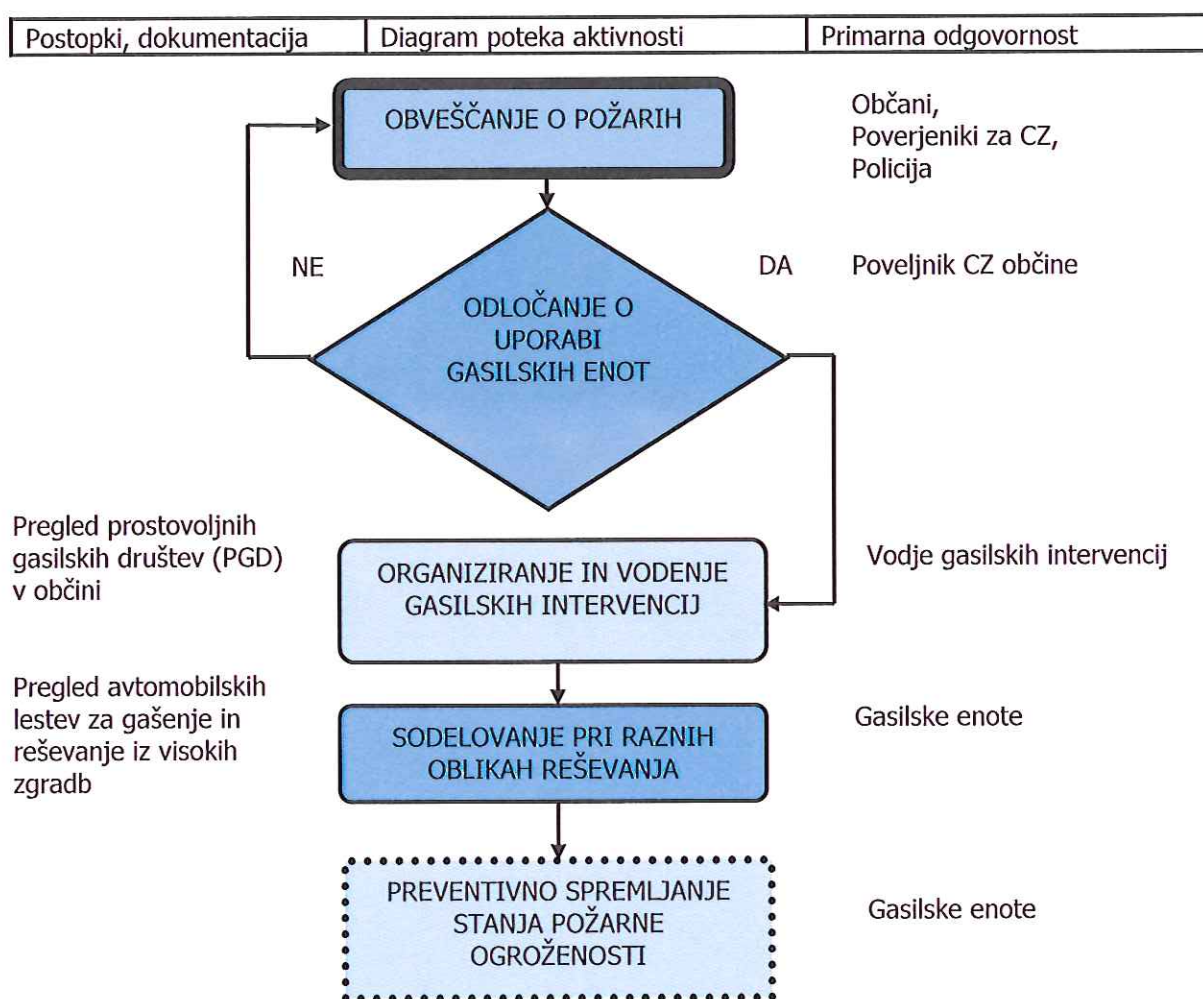 Postopki, dokumentacija
Diagram poteka aktivnosti
Primarna odgovornost
OBVEŠČANJE O POŽARIH
Občani,
Poverjeniki za CZ,
Policija
NE
DA
Poveljnik CZ občine
ODLOČANJE O
UPORABI
GASILSKIH ENOT
Pregled prostovoljnih
gasilskih društev (PGD)
v občini
ORGANIZIRANJE IN VODENJE
GASILSKIH INTERVENCIJ
Vodje gasilskih intervencij
Pregled avtomobilskih
lestev za gašenje in
reševanje iz visokih
zgradb
SODELOVANJE PRI RAZNIH
OBLIKAH REŠEVANJA
Gasilske enote
PREVENTIVNO SPREMLJANJE
STANJA POŽARNE
OGROŽENOSTI
Gasilske enote